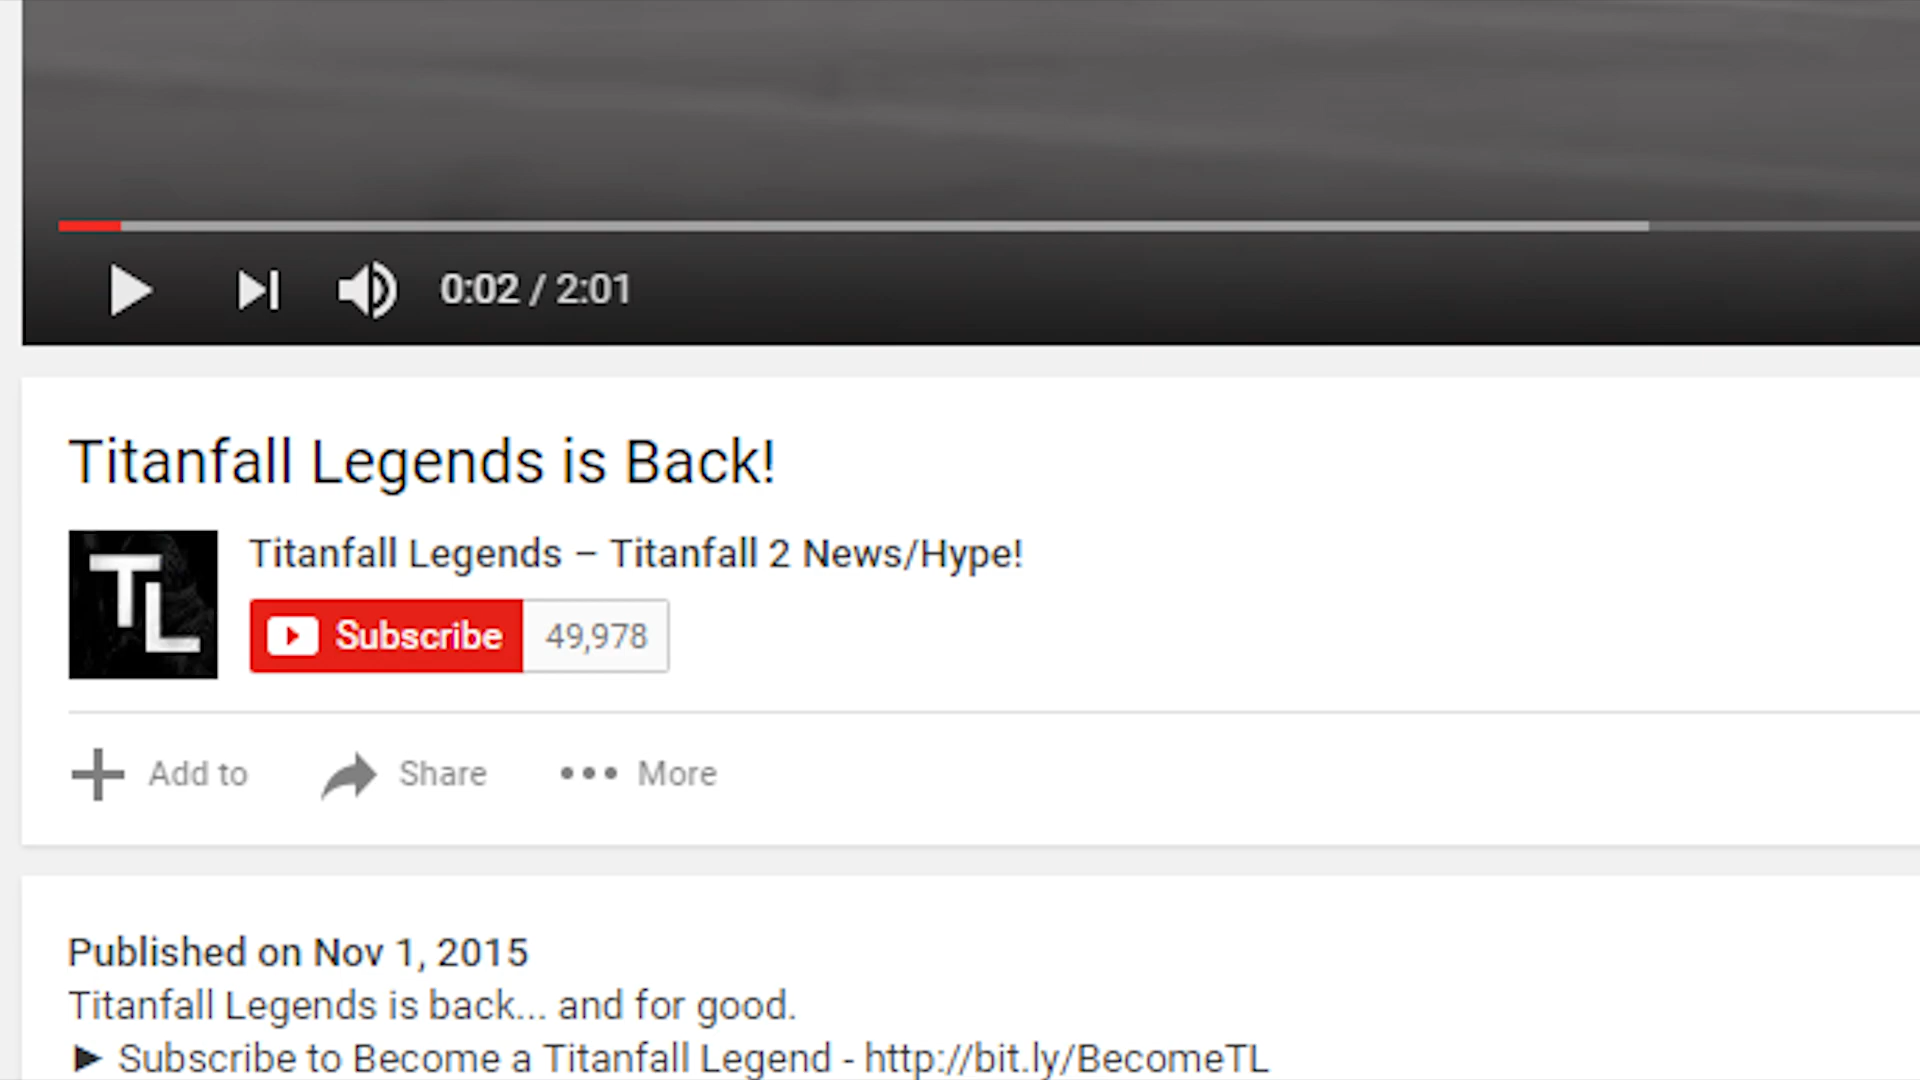 0:02 / 2:01
Titanfall Legends is Back!
TL
Titanfall Legends – Titanfall 2 News/Hype!
Subscribe 49,978
Add to Share More
Published on Nov 1, 2015
Titanfall Legends is back... and for good.
► Subscribe to Become a Titanfall Legend - http://bit.ly/BecomeTL